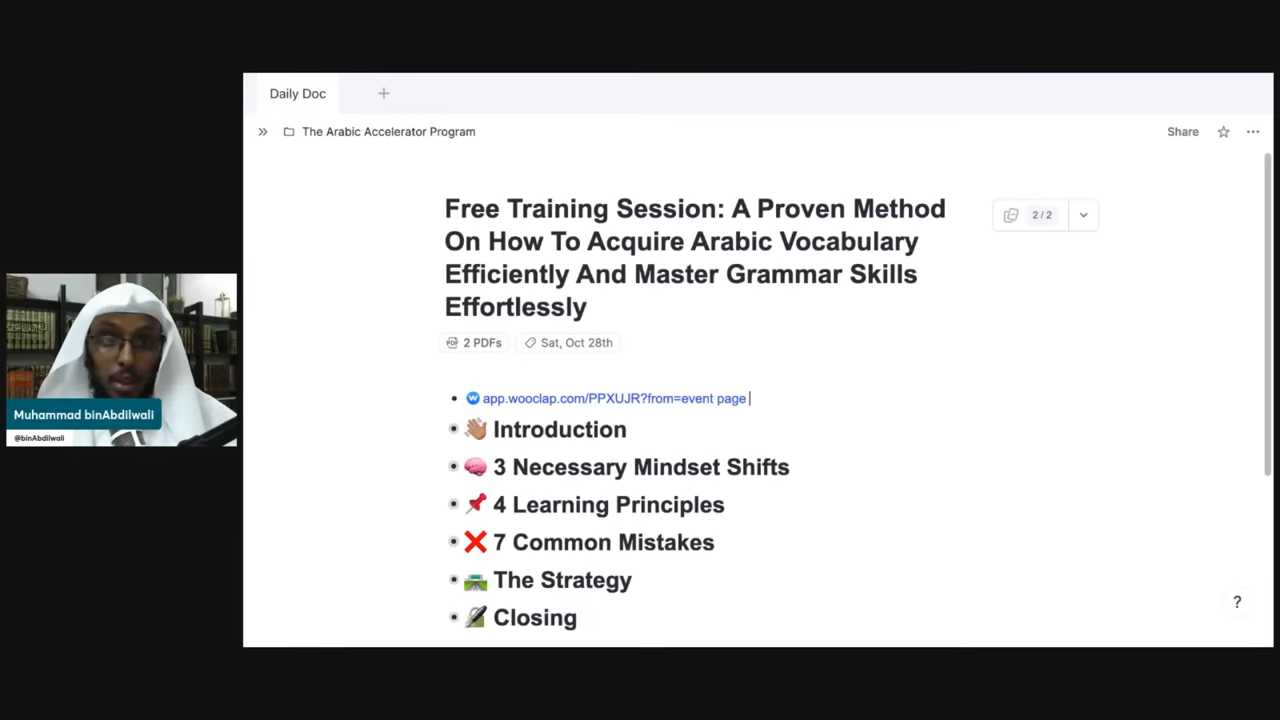 Daily Doc
The Arabic Accelerator Program
Share
Free Training Session: A Proven Method
On How To Acquire Arabic Vocabulary
Efficiently And Master Grammar Skills
Effortlessly
2/2
2 PDFs
Sat, Oct 28th
app.wooclap.com/PPXUJR?from=event page
Introduction
3 Necessary Mindset Shifts
4 Learning Principles
7 Common Mistakes
The Strategy
Closing
?
Muhammad binAbdilwali
@binAbdilwali